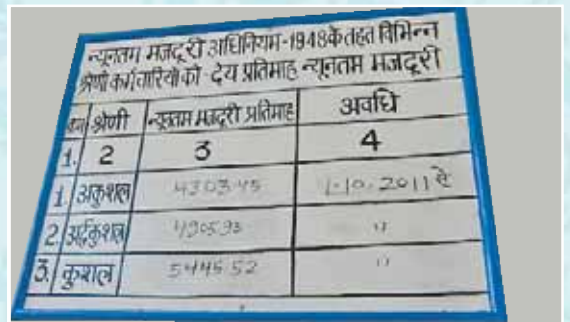 न्यूनतम मजदूरी अधिनियम-1948 के तहत विभिन्न
श्रेणी कर्मचारियों को देय प्रतिमाह न्यूनतम मजदूरी
श्रेणी न्यूनतम मजदूरी प्रतिमाह अवधि
1. 2 3 4
1. अकुशल 4303.45 1.10.2011 से
2. अर्द्धकुशल 4905.93 "
3. कुशल 5445.52 "